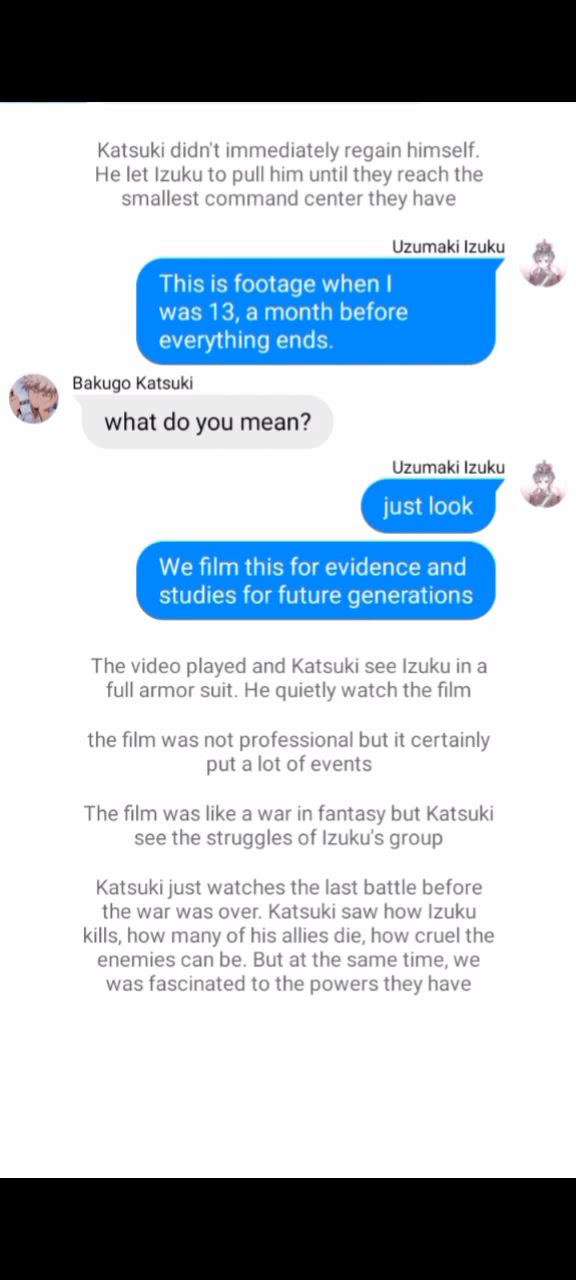 Katsuki didn't immediately regain himself.
He let Izuku to pull him until they reach the
smallest command center they have
Uzumaki Izuku
This is footage when I
was 13, a month before
everything ends.
Bakugo Katsuki
what do you mean?
Uzumaki Izuku
just look
We film this for evidence and
studies for future generations
The video played and Katsuki see Izuku in a
full armor suit. He quietly watch the film
the film was not professional but it certainly
put a lot of events
The film was like a war in fantasy but Katsuki
see the struggles of Izuku's group
Katsuki just watches the last battle before
the war was over. Katsuki saw how Izuku
kills, how many of his allies die, how cruel the
enemies can be. But at the same time, we
was fascinated to the powers they have